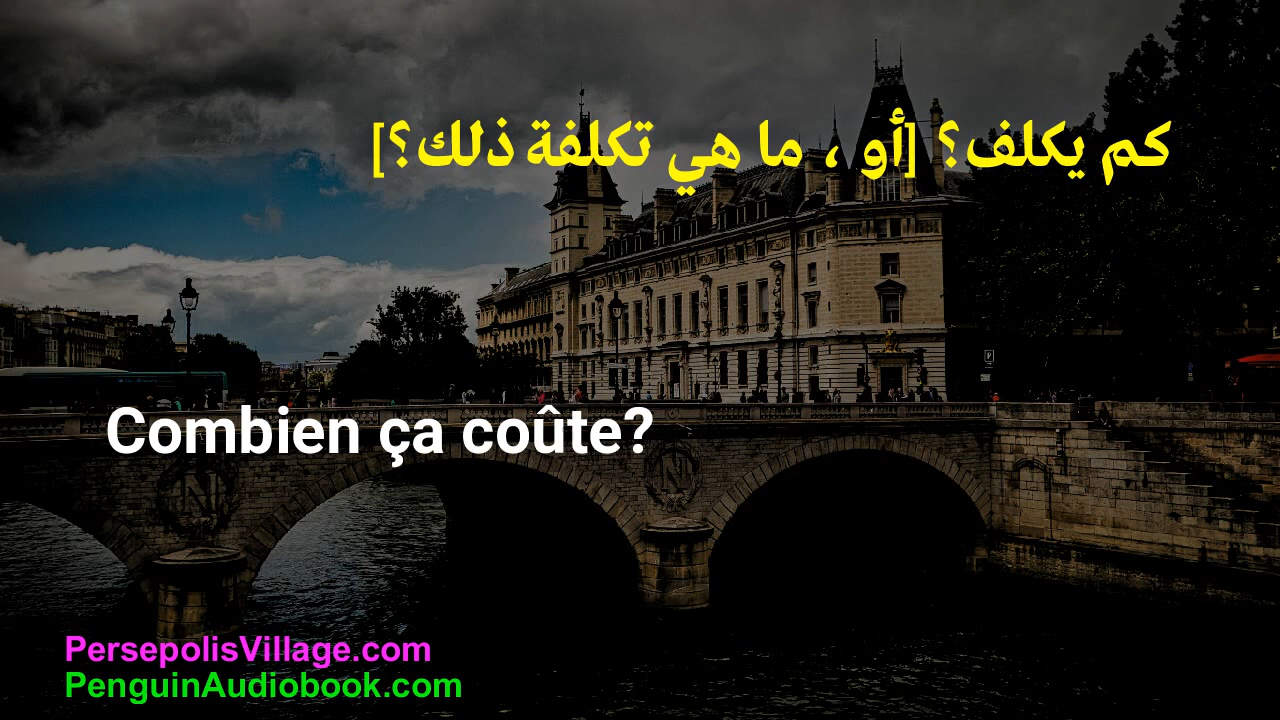 كم يكلف؟ [أو ، ما هي تكلفة ذلك؟]
Combien ça coûte?
PersepolisVillage.com
PenguinAudiobook.com